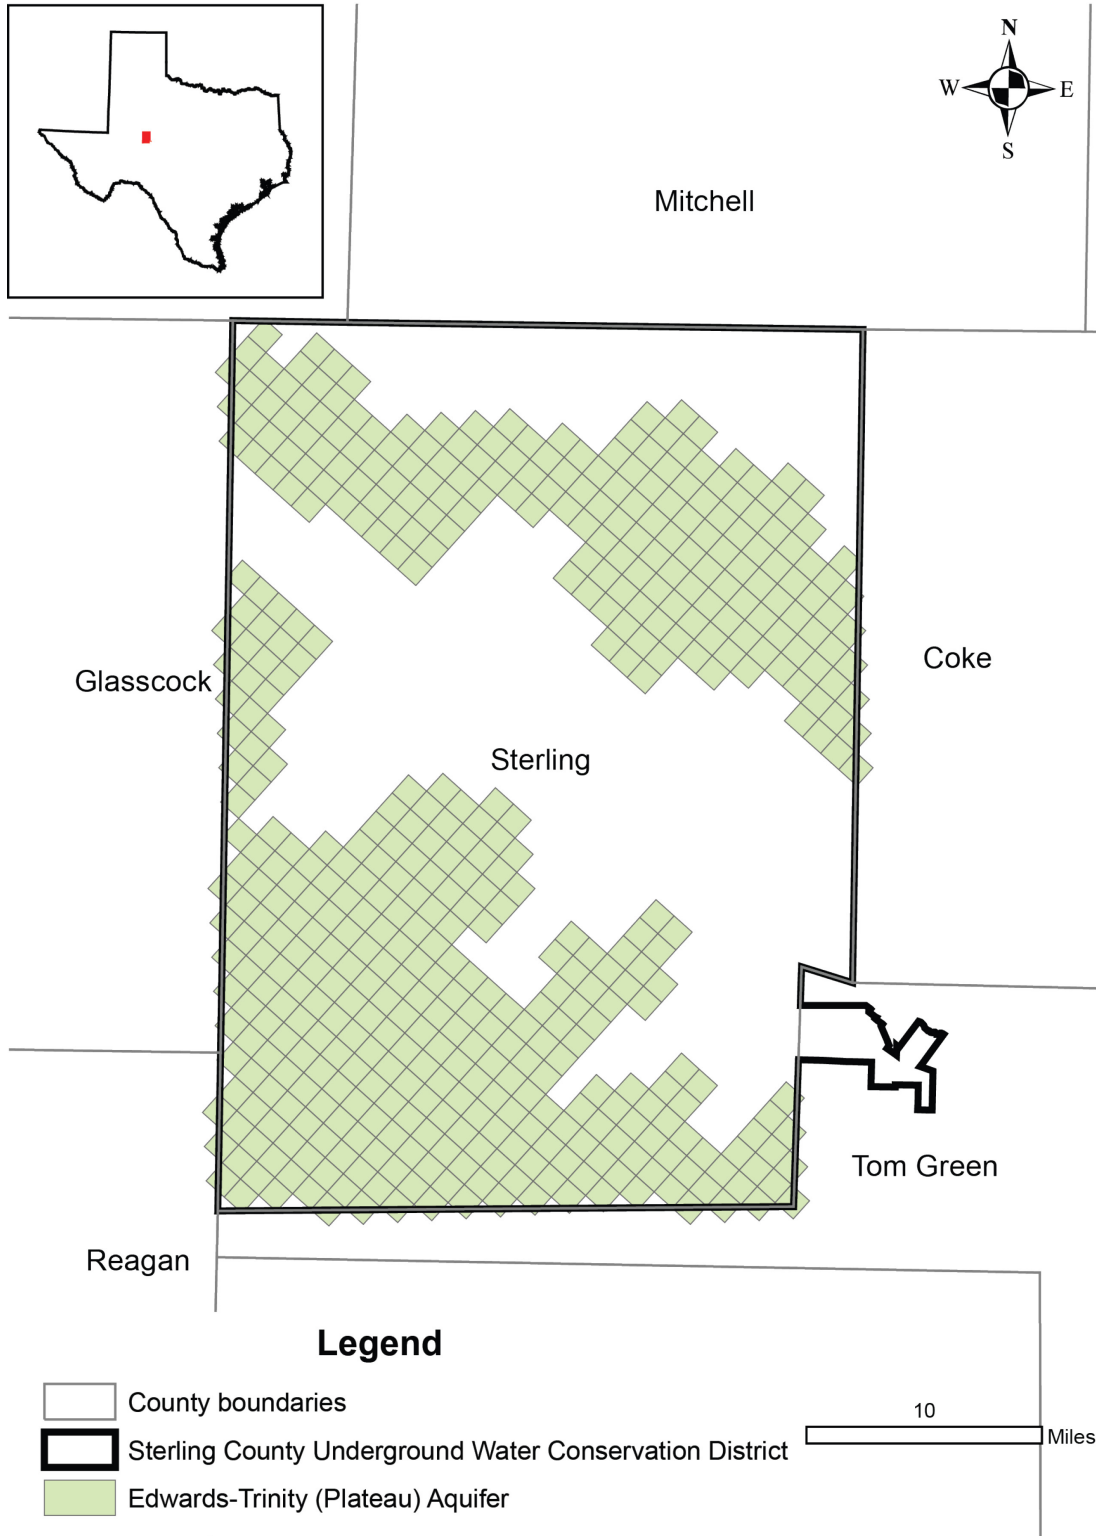 N
W E
S
Mitchell
Coke
Glasscock
Sterling
Tom Green
Reagan
Legend
County boundaries
Sterling County Underground Water Conservation District
Edwards-Trinity (Plateau) Aquifer
10
Miles